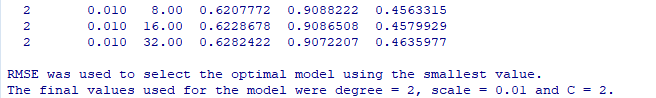 2 0.010 8.00 0.6207772 0.9088222 0.4563315
2 0.010 16.00 0.6228678 0.9086508 0.4579929
2 0.010 32.00 0.6282422 0.9072207 0.4635977
RMSE was used to select the optimal model using the smallest value.
The final values used for the model were degree = 2, scale = 0.01 and C = 2.